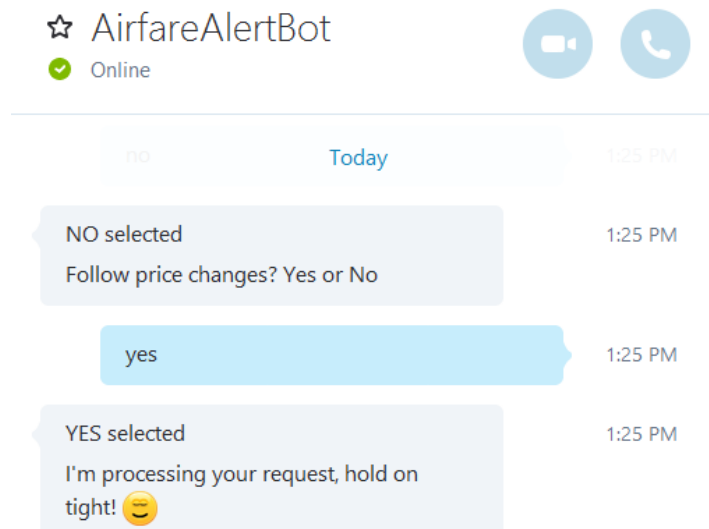 AirfareAlertBot
Online
no
Today
1:25 PM
NO selected
1:25 PM
Follow price changes? Yes or No
yes
1:25 PM
YES selected
1:25 PM
I'm processing your request, hold on
tight!